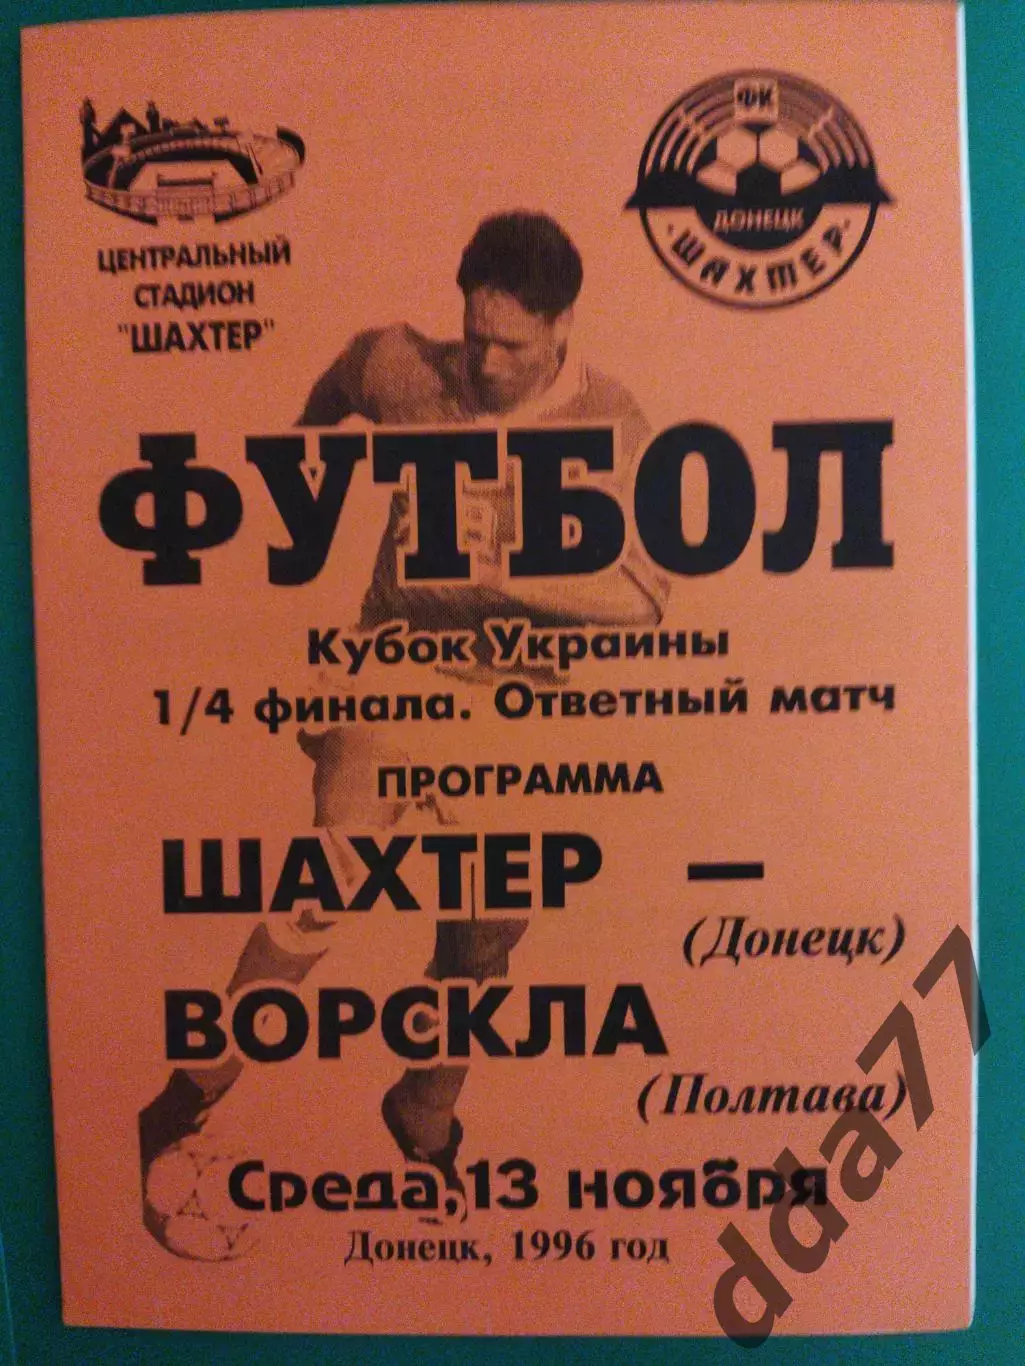 ЦЕНТРАЛЬНЫЙ
СТАДИОН
"ШАХТЕР"
ФК
ДОНЕЦК
·ШАХТЕР·
ФУТБОЛ
Кубок Украины
1/4 финала. Ответный матч
ПРОГРАММА
ШАХТЕР –
(Донецк)
ВОРСКЛА
(Полтава)
Среда, 13 ноября
Донецк, 1996 год
dda77